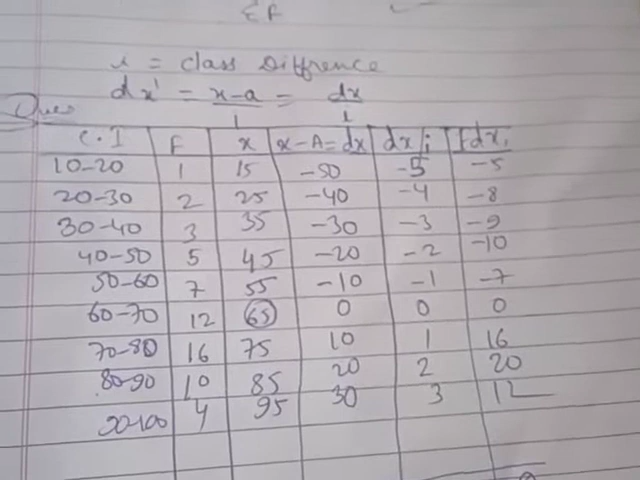 Σf
i = class Diffrence
dx' = x-a/i = dx/i
Ques
C.I F x x-A=dx dx/i fdx,
10-20 1 15 -50 -5 -5
20-30 2 25 -40 -4 -8
30-40 3 35 -30 -3 -9
40-50 5 45 -20 -2 -10
50-60 7 55 -10 -1 -7
60-70 12 65 0 0 0
70-80 16 75 10 1 16
80-90 10 85 20 2 20
90-100 4 95 30 3 12